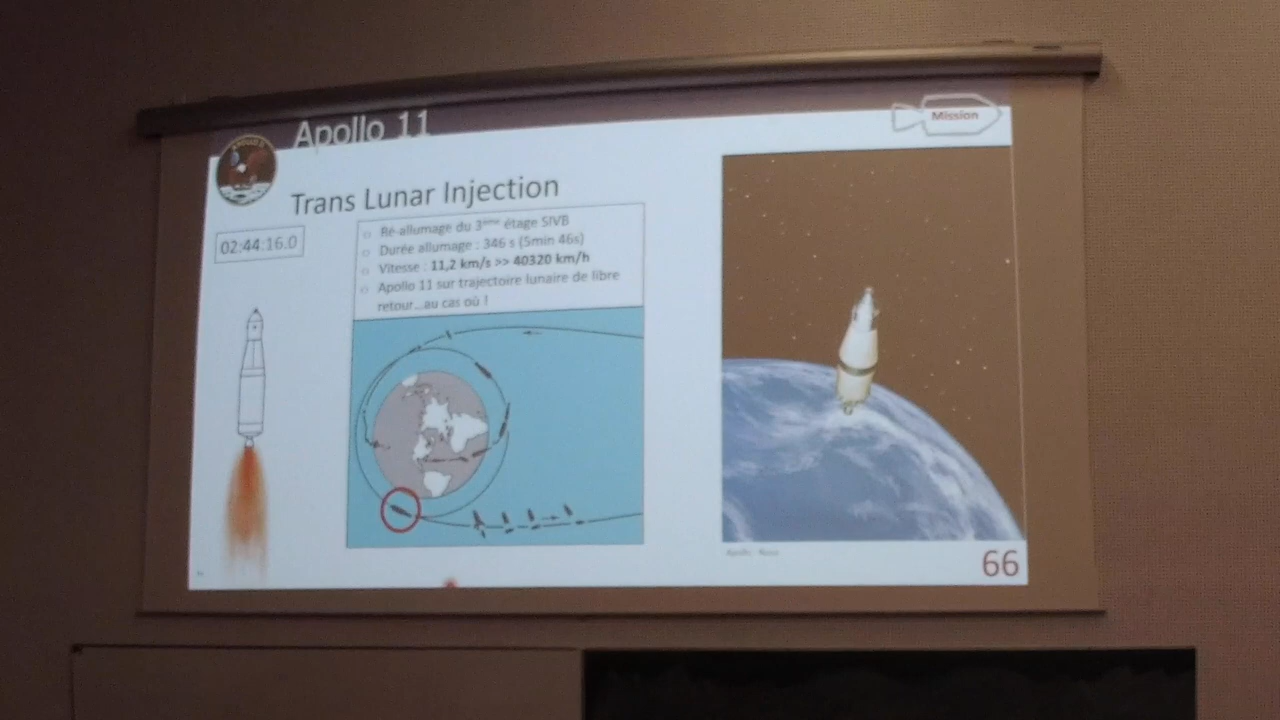 Apollo 11
Mission
APOLLO 11
Trans Lunar Injection
02:44:16.0
Ré-allumage du 3ème étage SIVB
Durée allumage : 346 s (5min 46s)
Vitesse : 11,2 km/s >> 40320 km/h
Apollo 11 sur trajectoire lunaire de libre
retour...au cas où !
66